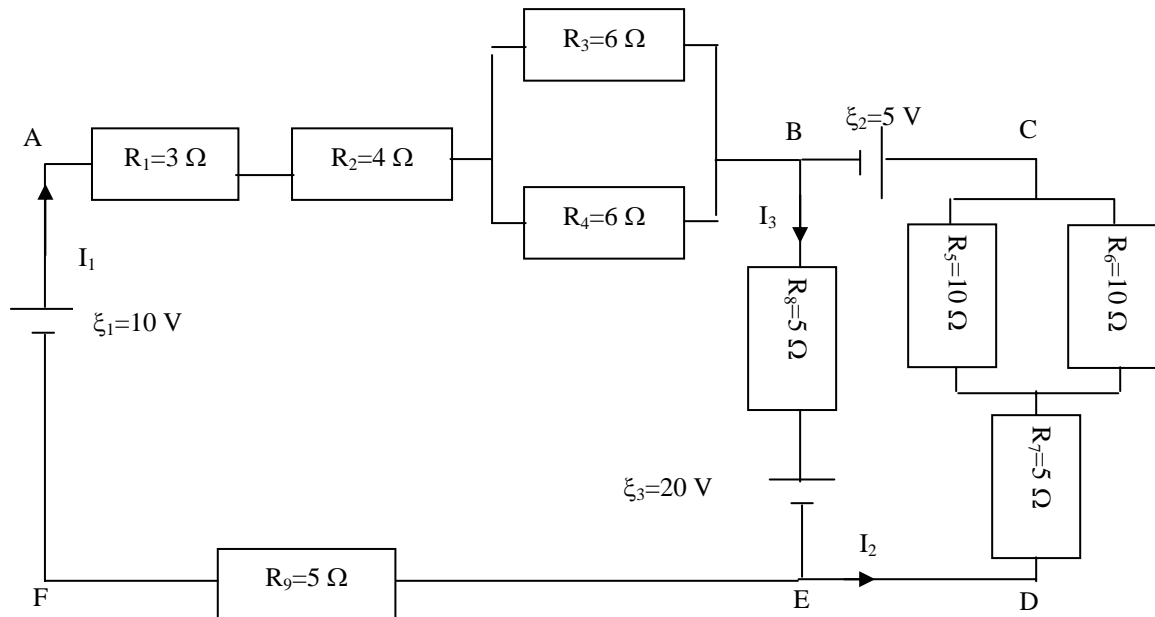 R₃=6 Ω
A
R₁=3 Ω
R₂=4 Ω
B
ξ₂=5 V
C
R₄=6 Ω
I₃
I₁
R₅=10 Ω
R₆=10 Ω
R₈=5 Ω
ξ₁=10 V
R₇=5 Ω
ξ₃=20 V
I₂
F
R₉=5 Ω
E
D